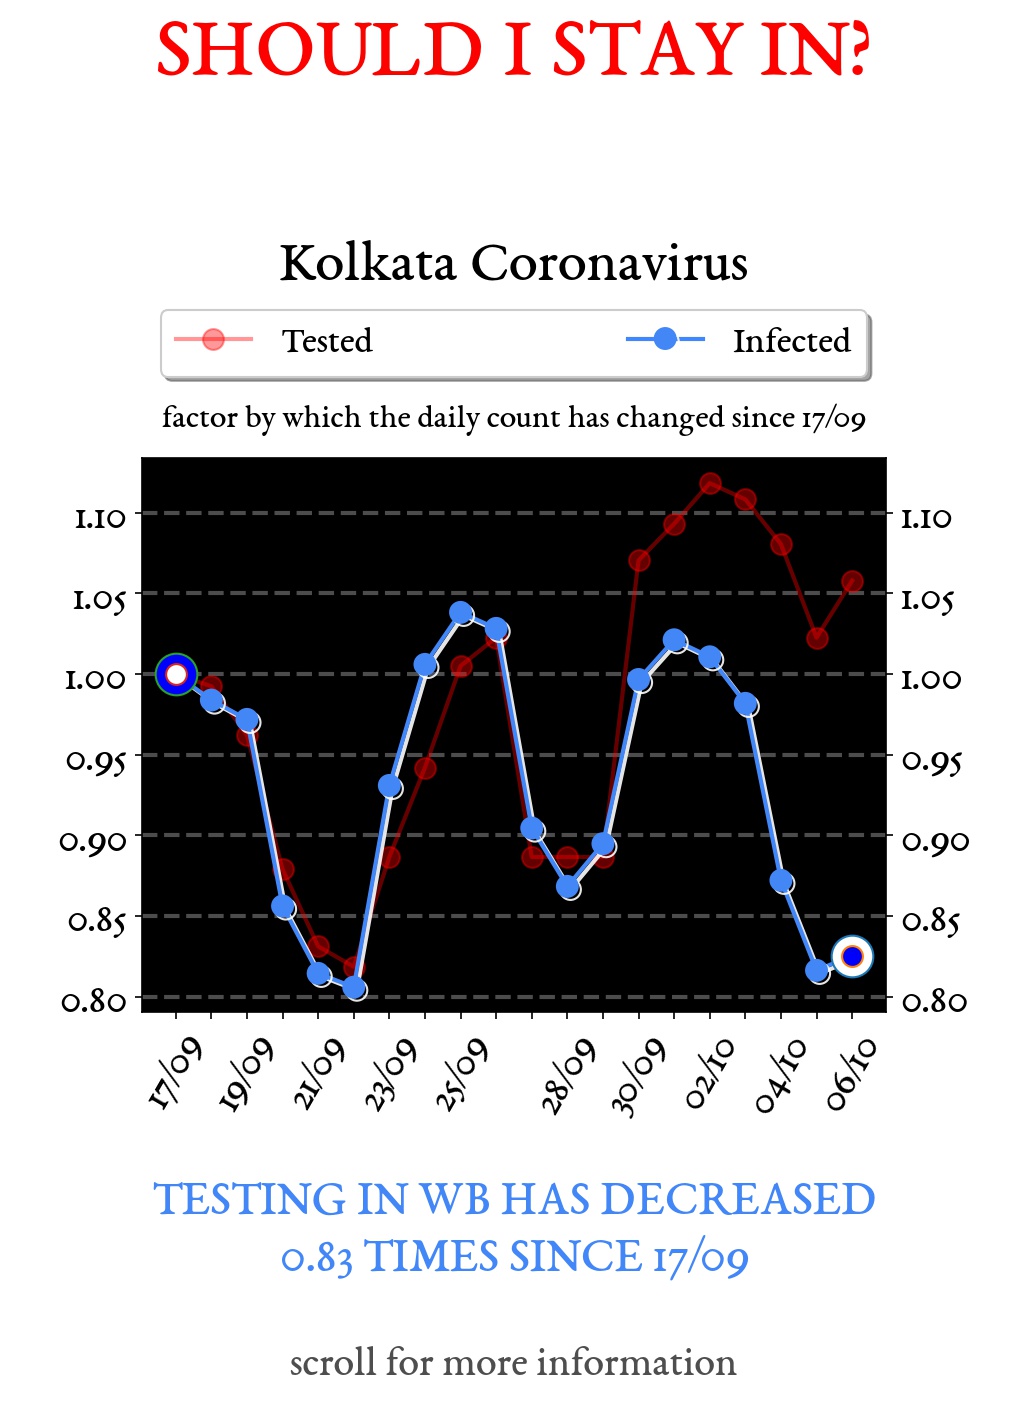 SHOULD I STAY IN?
Kolkata Coronavirus
Tested Infected
factor by which the daily count has changed since 17/09
1.10 1.10
1.05 1.05
1.00 1.00
0.95 0.95
0.90 0.90
0.85 0.85
0.80 0.80
17/09 19/09 21/09 23/09 25/09 28/09 30/09 02/10 04/10 06/10
TESTING IN WB HAS DECREASED
0.83 TIMES SINCE 17/09
scroll for more information